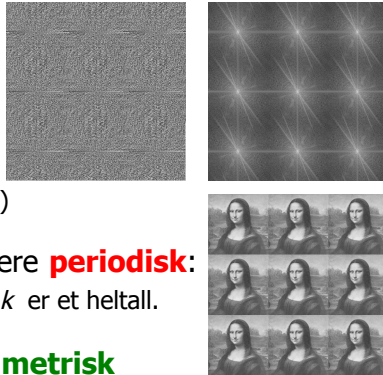 )
ere periodisk:
k er et heltall.
metrisk